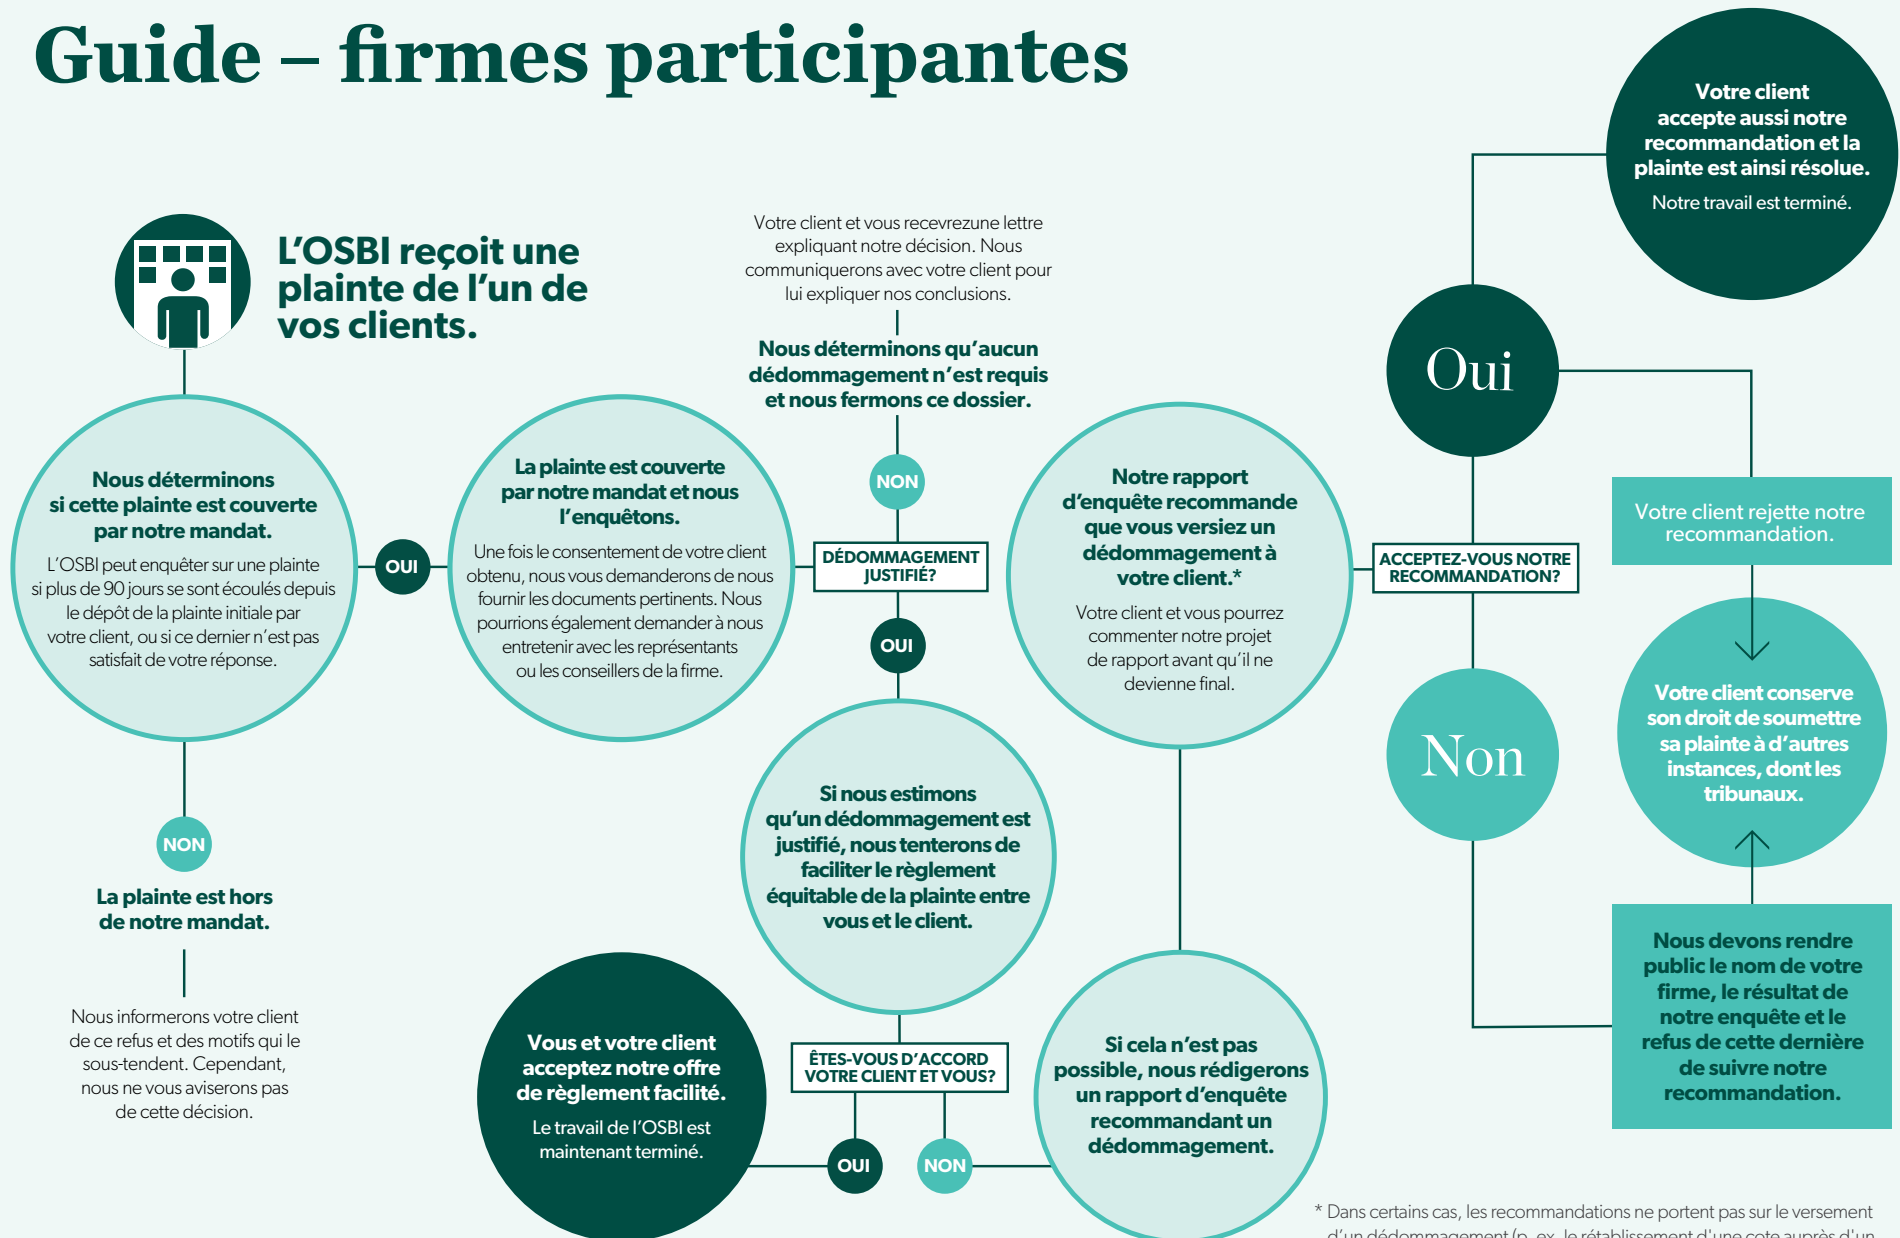 Guide – firmes participantes
L’OSBI reçoit une
plainte de l’un de
vos clients.
Nous déterminons
si cette plainte est couverte
par notre mandat.
L’OSBI peut enquêter sur une plainte
si plus de 90 jours se sont écoulés depuis
le dépôt de la plainte initiale par
votre client, ou si ce dernier n’est pas
satisfait de votre réponse.
NON
La plainte est hors
de notre mandat.
Nous informerons votre client
de ce refus et des motifs qui le
sous-tendent. Cependant,
nous ne vous aviserons pas
de cette décision.
OUI
La plainte est couverte
par notre mandat et nous
l’enquêtons.
Une fois le consentement de votre client
obtenu, nous vous demanderons de nous
fournir les documents pertinents. Nous
pourrions également demander à nous
entretenir avec les représentants
ou les conseillers de la firme.
DÉDOMMAGEMENT
JUSTIFIÉ?
NON
Nous déterminons qu’aucun
dédommagement n’est requis
et nous fermons ce dossier.
Votre client et vous recevrezune lettre
expliquant notre décision. Nous
communiquerons avec votre client pour
lui expliquer nos conclusions.
OUI
Si nous estimons
qu’un dédommagement est
justifié, nous tenterons de
faciliter le règlement
équitable de la plainte entre
vous et le client.
ÊTES-VOUS D’ACCORD
VOTRE CLIENT ET VOUS?
OUI
Vous et votre client
acceptez notre offre
de règlement facilité.
Le travail de l’OSBI est
maintenant terminé.
NON
Si cela n’est pas
possible, nous rédigerons
un rapport d’enquête
recommandant un
dédommagement.
Notre rapport
d’enquête recommande
que vous versiez un
dédommagement à
votre client.*
Votre client et vous pourrez
commenter notre projet
de rapport avant qu’il ne
devienne final.
ACCEPTEZ-VOUS NOTRE
RECOMMANDATION?
Oui
Votre client
accepte aussi notre
recommandation et la
plainte est ainsi résolue.
Notre travail est terminé.
Votre client rejette notre
recommandation.
Votre client conserve
son droit de soumettre
sa plainte à d’autres
instances, dont les
tribunaux.
Non
Nous devons rendre
public le nom de votre
firme, le résultat de
notre enquête et le
refus de cette dernière
de suivre notre
recommandation.
* Dans certains cas, les recommandations ne portent pas sur le versement
d’un dédommagement (p. ex. le rétablissement d'une cote auprès d'un